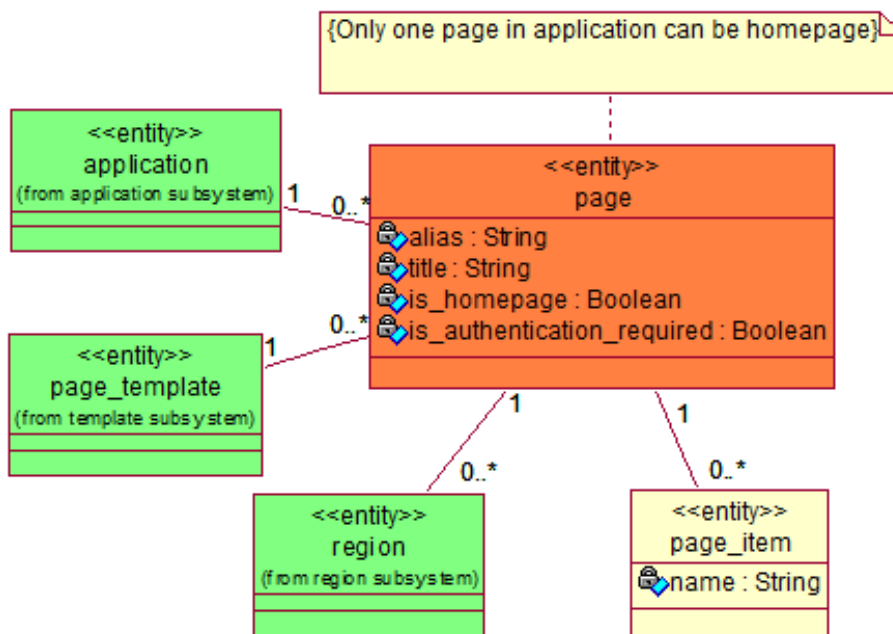 {Only one page in application can be homepage}
<<entity>>
application
(from application subsystem)
1
0..*
<<entity>>
page
alias : String
title : String
is_homepage : Boolean
is_authentication_required : Boolean
<<entity>>
page_template
(from template subsystem)
1
0..*
1
0..*
1
0..*
<<entity>>
region
(from region subsystem)
<<entity>>
page_item
name : String